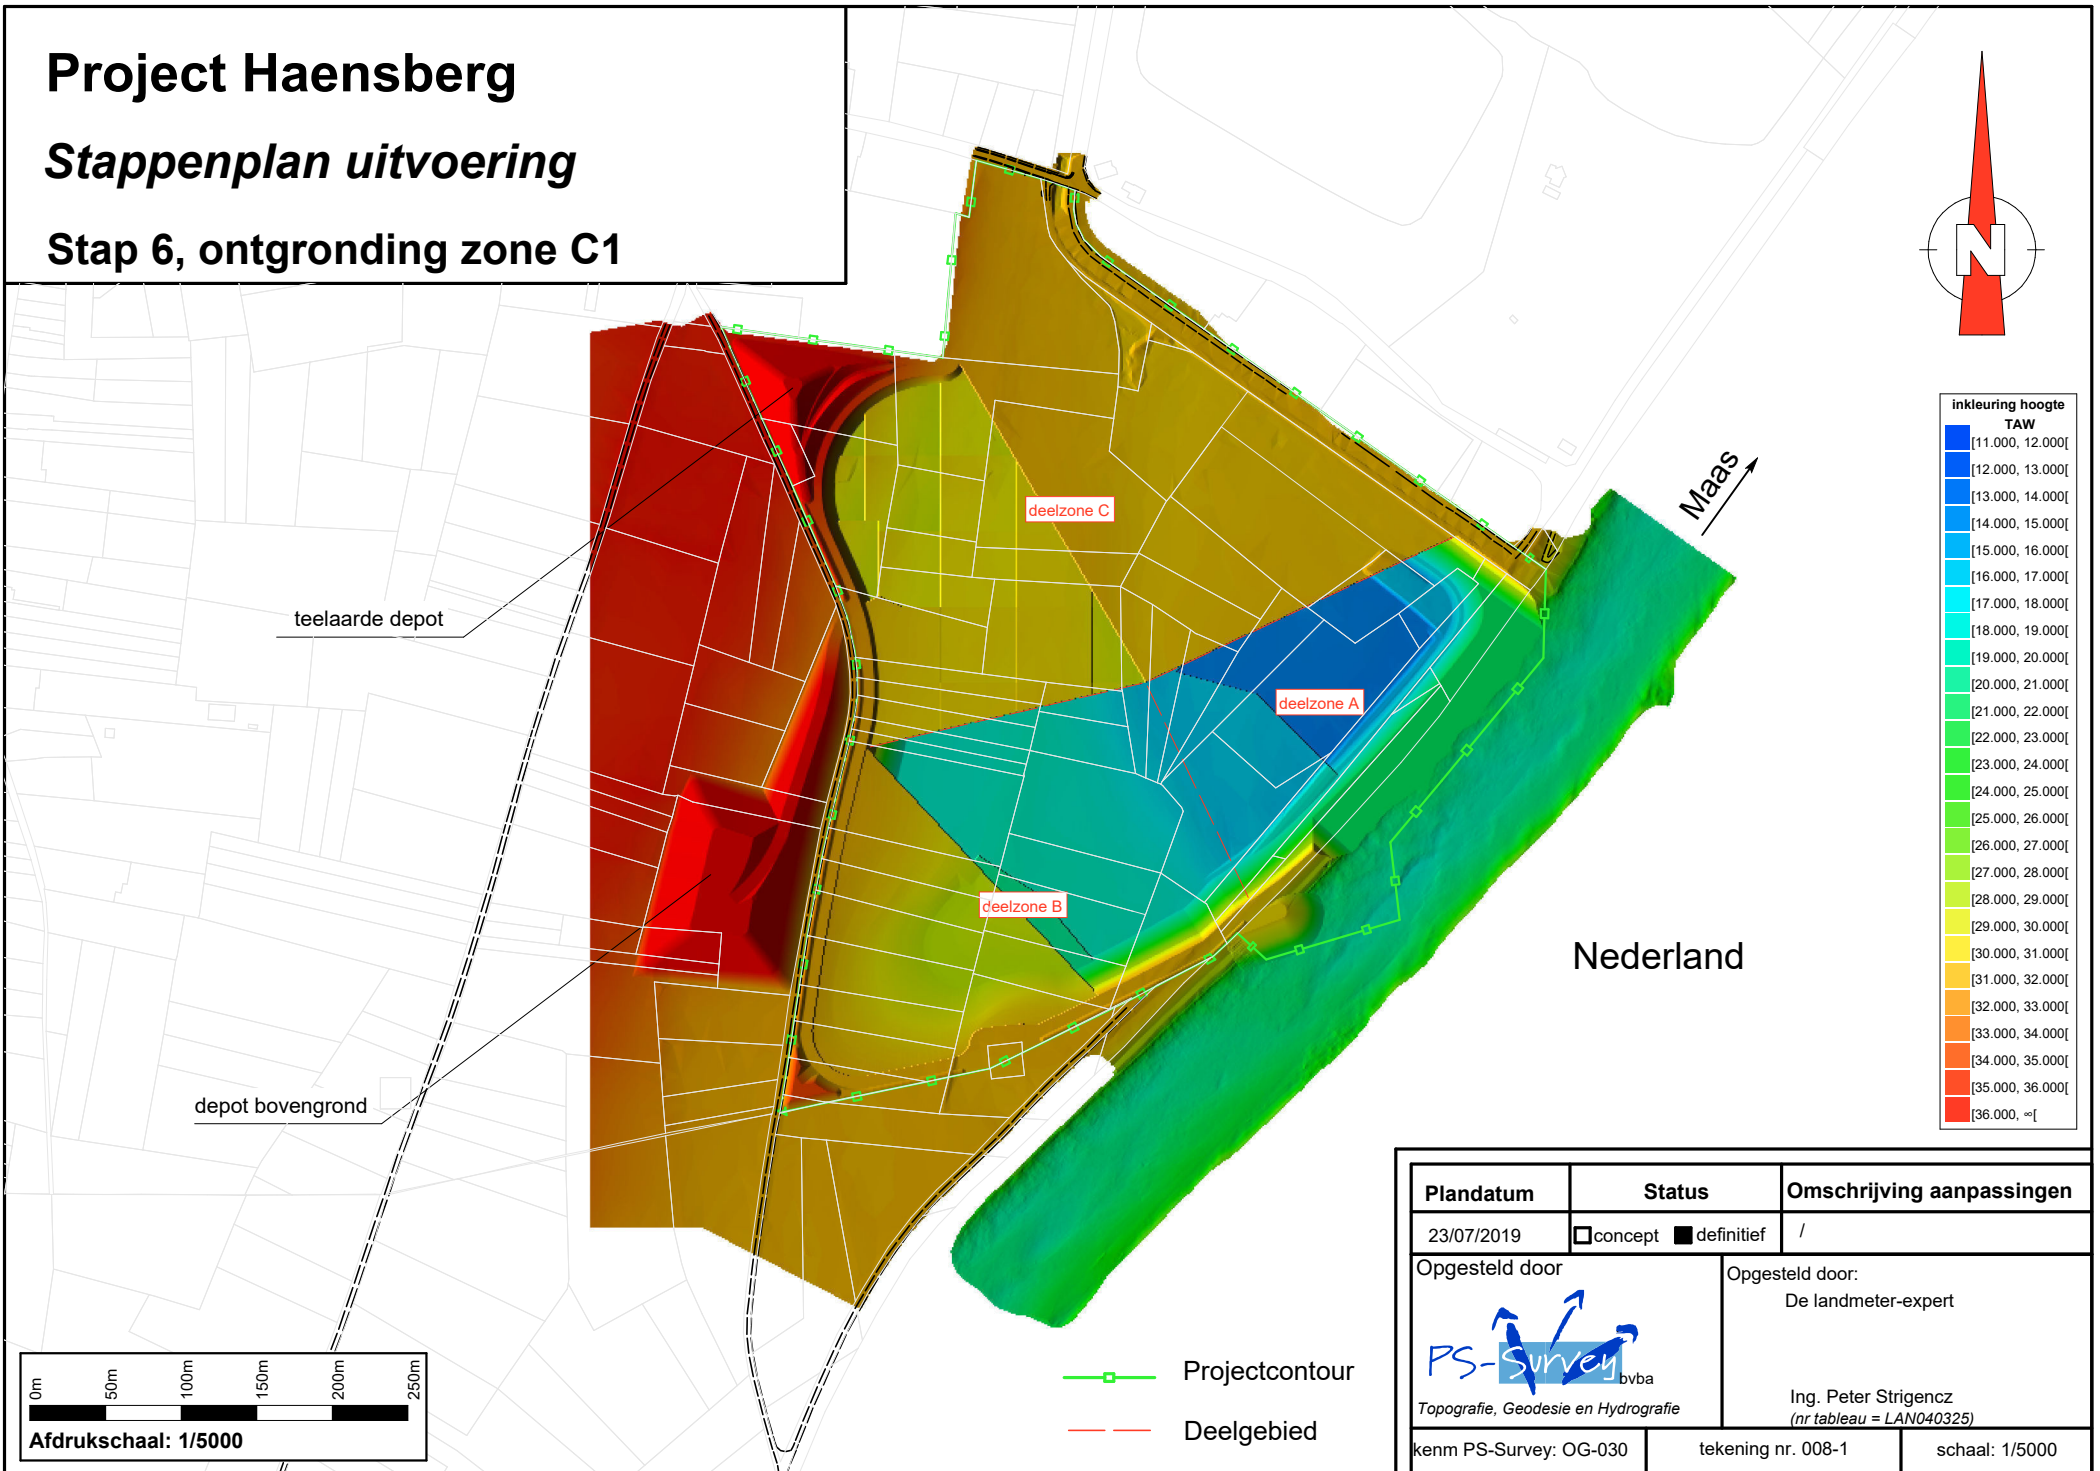 Project Haensberg
Stappenplan uitvoering
Stap 6, ontgronding zone C1
N
inkleuring hoogte
TAW
[11.000, 12.000[
[12.000, 13.000[
[13.000, 14.000[
[14.000, 15.000[
[15.000, 16.000[
[16.000, 17.000[
[17.000, 18.000[
[18.000, 19.000[
[19.000, 20.000[
[20.000, 21.000[
[21.000, 22.000[
[22.000, 23.000[
[23.000, 24.000[
[24.000, 25.000[
[25.000, 26.000[
[26.000, 27.000[
[27.000, 28.000[
[28.000, 29.000[
[29.000, 30.000[
[30.000, 31.000[
[31.000, 32.000[
[32.000, 33.000[
[33.000, 34.000[
[34.000, 35.000[
[35.000, 36.000[
[36.000, ∞[
Maas
deelzone C
teelaarde depot
deelzone A
deelzone B
Nederland
depot bovengrond
Projectcontour
Deelgebied
0m 50m 100m 150m 200m 250m
Afdrukschaal: 1/5000
Plandatum Status Omschrijving aanpassingen
23/07/2019 concept definitief /
Opgesteld door
PS-Survey bvba
Topografie, Geodesie en Hydrografie
Opgesteld door:
De landmeter-expert
Ing. Peter Strigencz
(nr tableau = LAN040325)
kenm PS-Survey: OG-030 tekening nr. 008-1 schaal: 1/5000